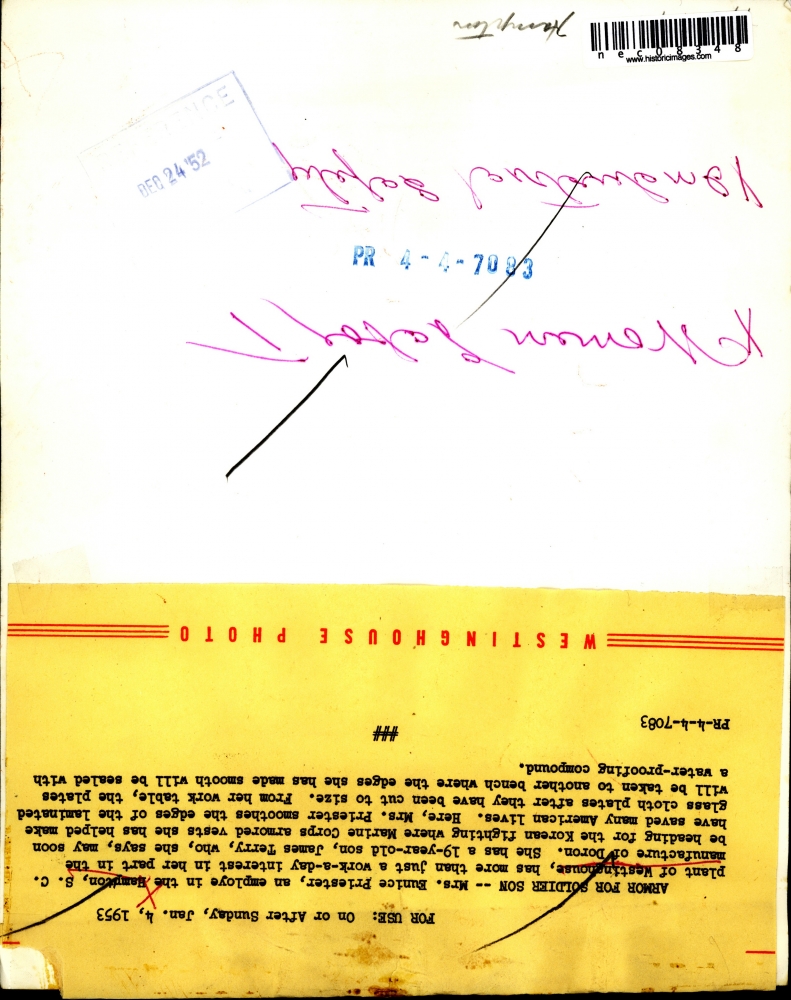 Hampton
n e c 0 8 3 4 8
www.historicimages.com
DEC 24 '52
Industrial Safety
PR 4-4-7083
WESTINGHOUSE PHOTO
FOR USE: On or After Sunday, Jan. 4, 1953
ARMOR FOR SOLDIER SON -- Mrs. Eunice Priester, an employe in the Hampton, S. C.
plant of Westinghouse, has more than just a work-a-day interest in her part in the
manufacture of Doron. She has a 19-year-old son, James Terry, who, she says, may soon
be heading for the Korean fighting where Marine Corps armored vests she has helped make
have saved many American lives. Here, Mrs. Priester smoothes the edges of the laminated
glass cloth plates after they have been cut to size. From her work table, the plates
will be taken to another bench where the edges she has made smooth will be sealed with
a water-proofing compound.
###
PR-4-4-7083